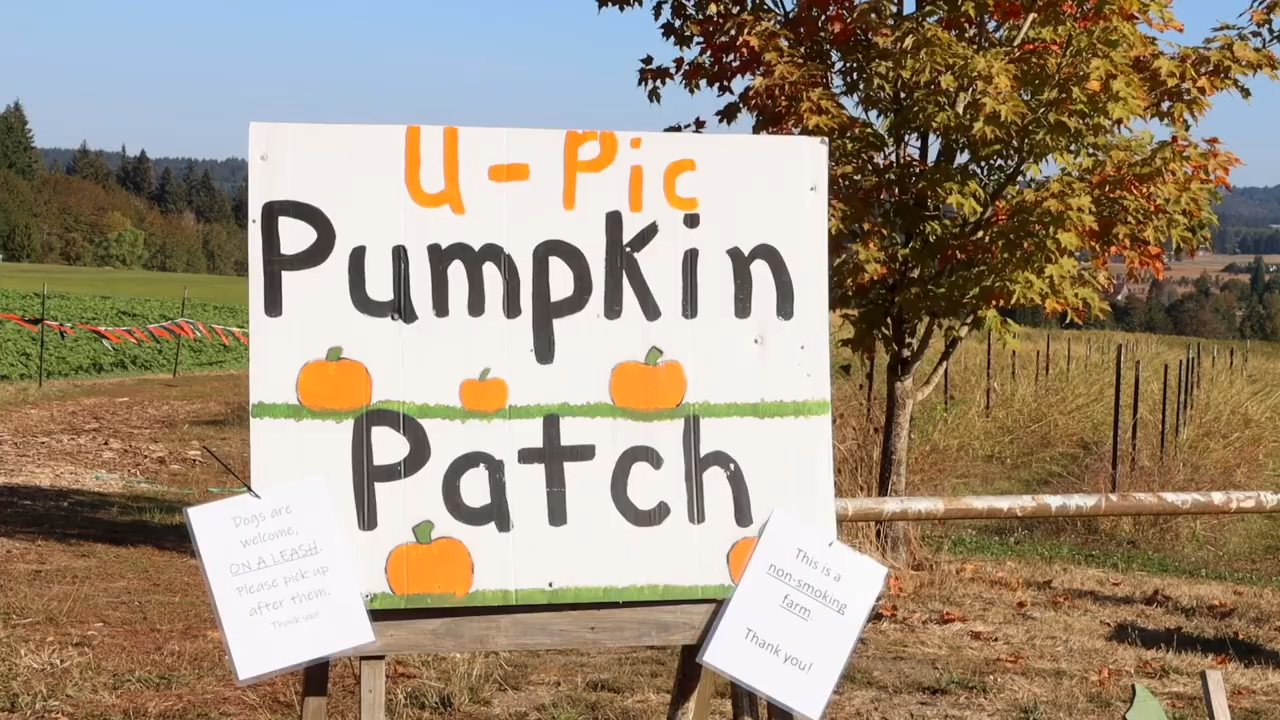 U-Pic
Pumpkin
Patch
Dogs are
welcome,
ON A LEASH.
Please pick up
after them.
Thank you!
This is a
non-smoking
farm.
Thank you!